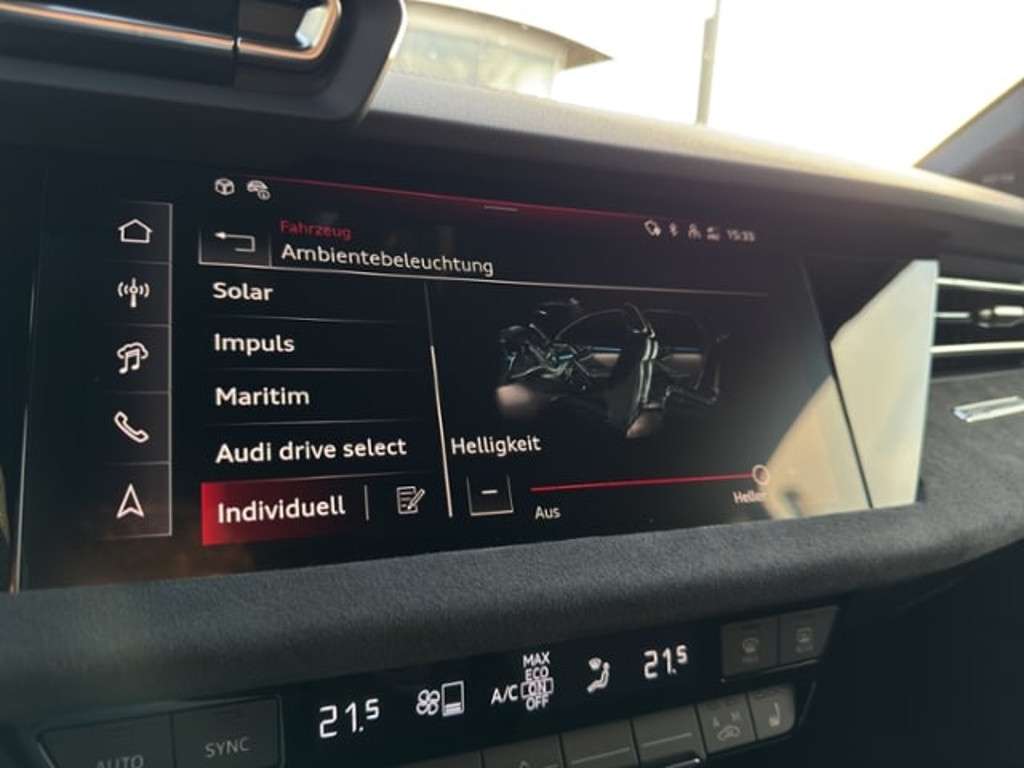 Fahrzeug
15:33
Ambientebeleuchtung
Solar
Impuls
Maritim
Audi drive select
Individuell
Helligkeit
Aus
Heller
21.5
A/C
MAX
ECO
ON
OFF
21.5
AUTO
SYNC